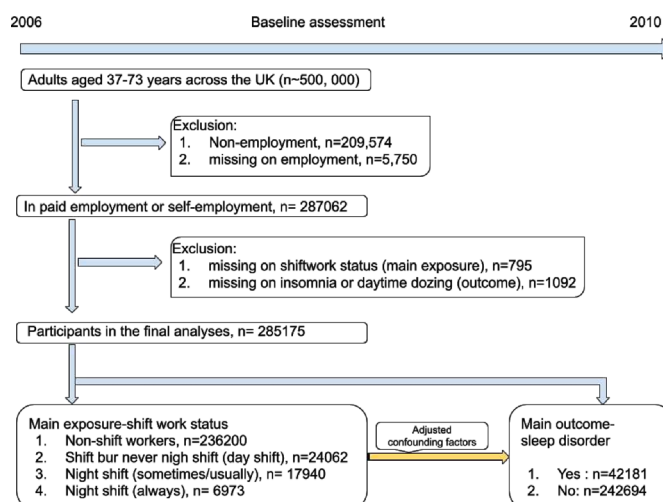 2006 Baseline assessment 2010
Adults aged 37-73 years across the UK (n~500, 000)
Exclusion:
1. Non-employment, n=209,574
2. missing on employment, n=5,750
In paid employment or self-employment, n= 287062
Exclusion:
1. missing on shiftwork status (main exposure), n=795
2. missing on insomnia or daytime dozing (outcome), n=1092
Participants in the final analyses, n= 285175
Main exposure-shift work status
1. Non-shift workers, n=236200
2. Shift bur never nigh shift (day shift), n=24062
3. Night shift (sometimes/usually), n= 17940
4. Night shift (always), n= 6973
Adjusted
confounding factors
Main outcome-
sleep disorder
1. Yes : n=42181
2. No: n=242694